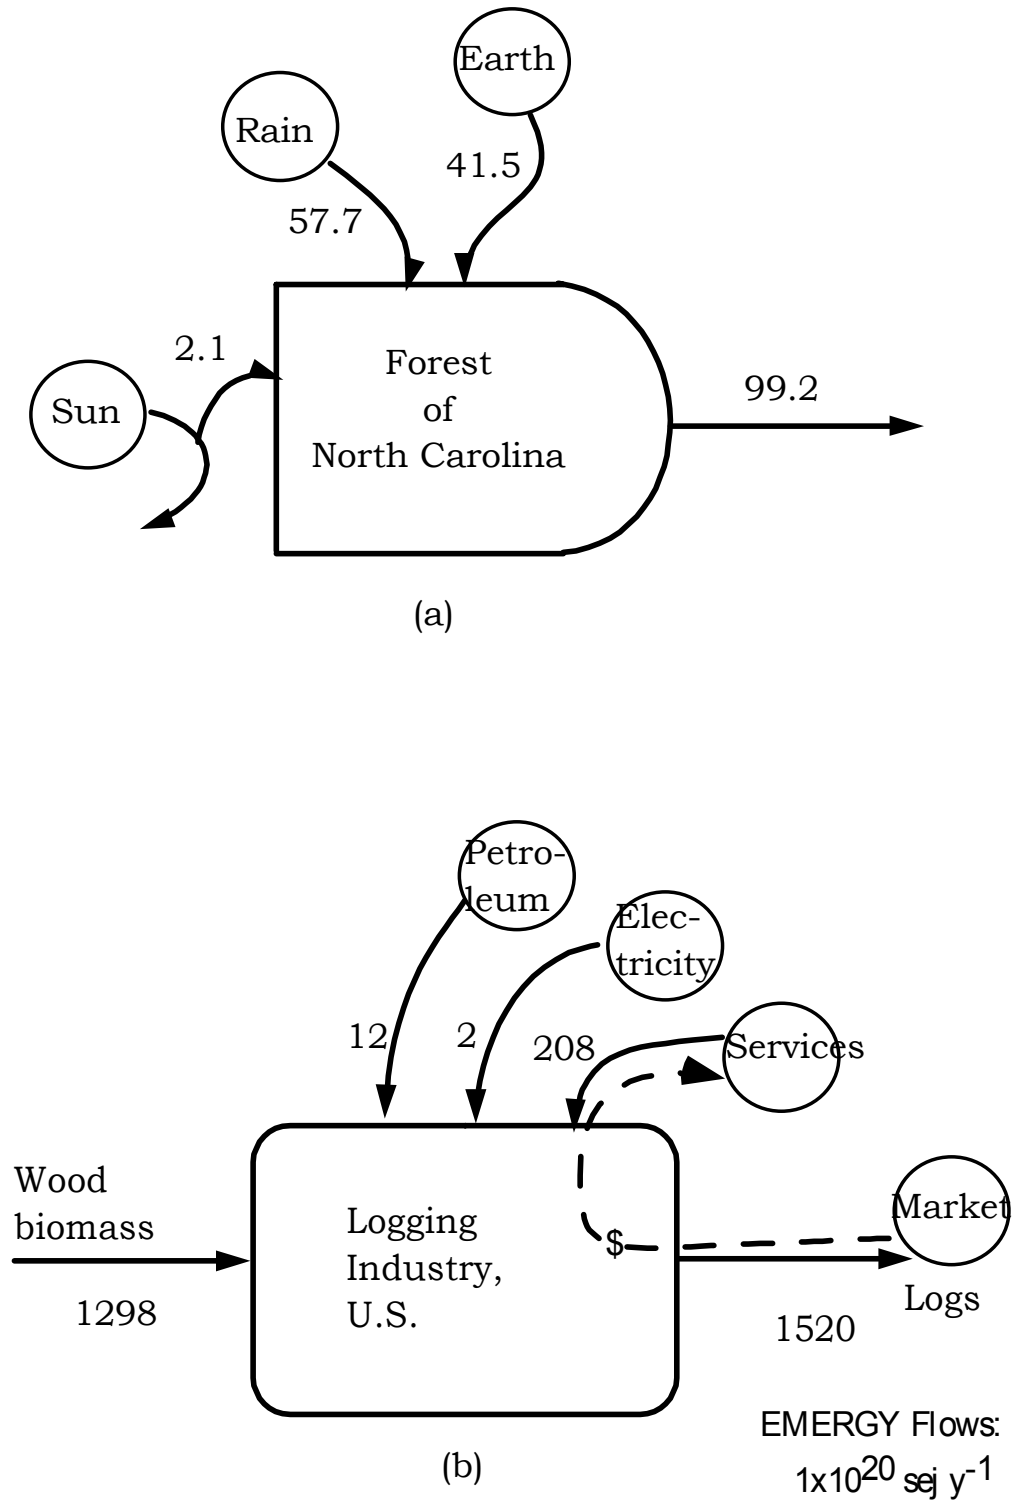 Earth
Rain
41.5
57.7
2.1
Sun
Forest
of
North Carolina
99.2
(a)
Petro-
leum
Elec-
tricity
12
2
208
Services
Wood
biomass
1298
Logging
Industry,
U.S.
$
Market
Logs
1520
(b)
EMERGY Flows:
1x10^20 sej y^-1